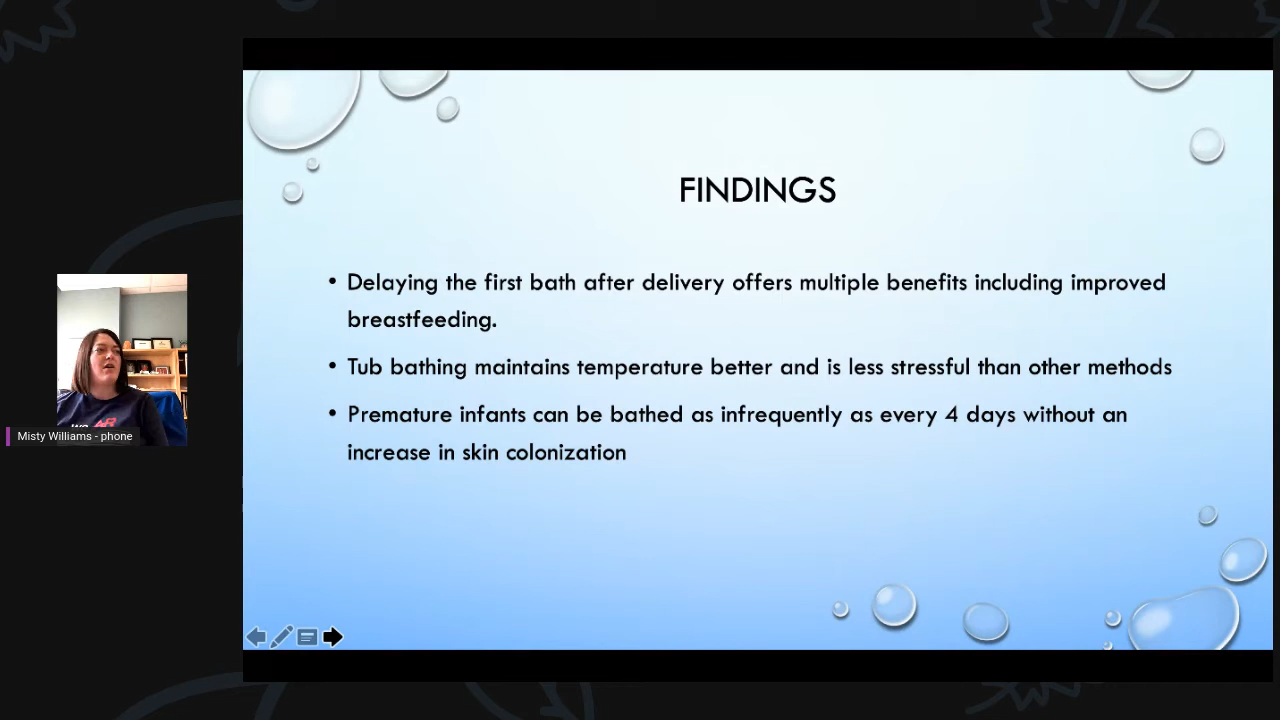 FINDINGS
• Delaying the first bath after delivery offers multiple benefits including improved
breastfeeding.
• Tub bathing maintains temperature better and is less stressful than other methods
• Premature infants can be bathed as infrequently as every 4 days without an
increase in skin colonization
Misty Williams - phone